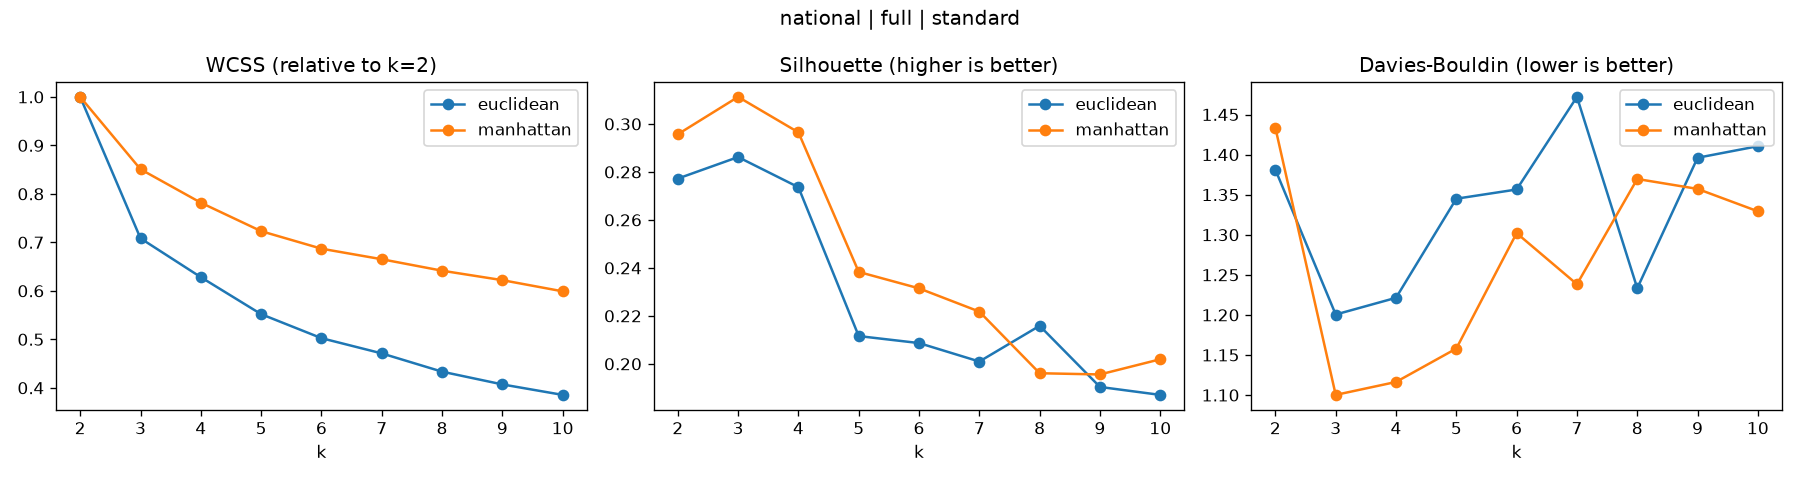 national | full | standard
WCSS (relative to k=2)
1.0
0.9
0.8
0.7
0.6
0.5
0.4
euclidean
manhattan
2 3 4 5 6 7 8 9 10
k
Silhouette (higher is better)
0.30
0.28
0.26
0.24
0.22
0.20
euclidean
manhattan
2 3 4 5 6 7 8 9 10
k
Davies-Bouldin (lower is better)
1.45
1.40
1.35
1.30
1.25
1.20
1.15
1.10
euclidean
manhattan
2 3 4 5 6 7 8 9 10
k